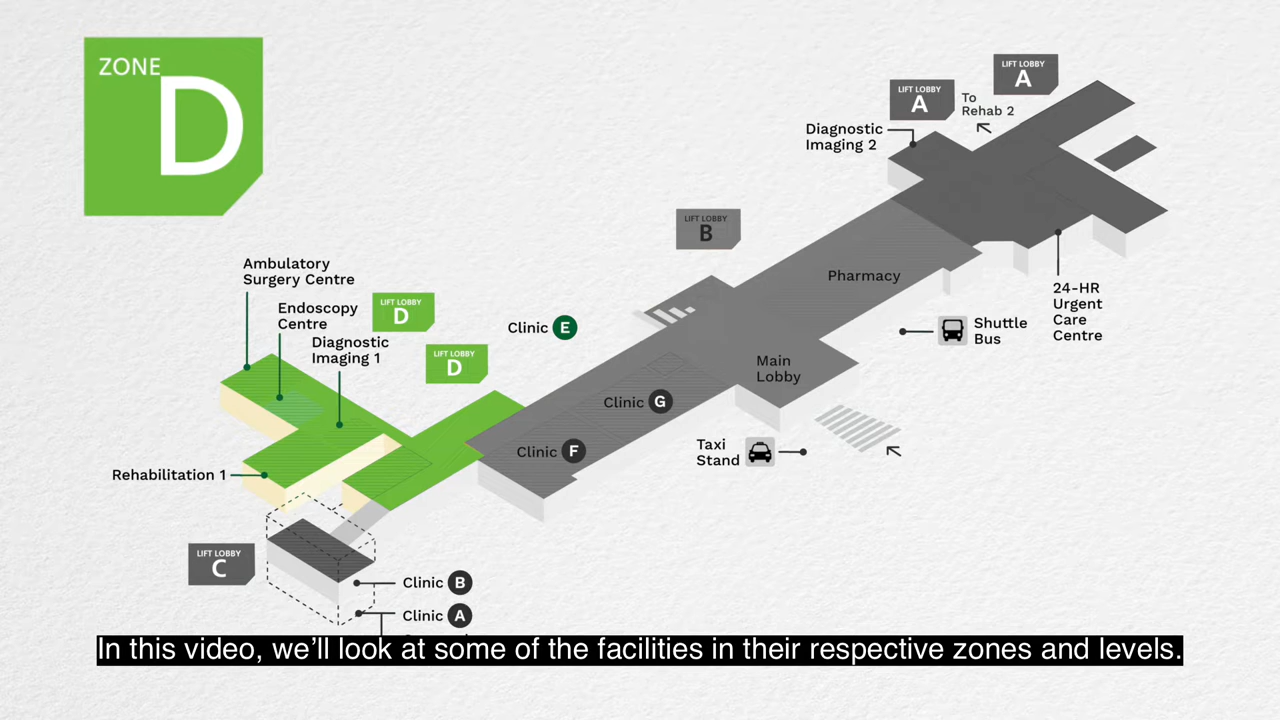 ZONE
D
LIFT LOBBY
A
LIFT LOBBY
A
To
Rehab 2
Diagnostic
Imaging 2
LIFT LOBBY
B
Pharmacy
24-HR
Urgent
Care
Centre
Shuttle
Bus
Ambulatory
Surgery Centre
Endoscopy
Centre
LIFT LOBBY
D
Diagnostic
Imaging 1
LIFT LOBBY
D
Clinic E
Main
Lobby
Clinic G
Clinic F
Taxi
Stand
Rehabilitation 1
LIFT LOBBY
C
Clinic B
Clinic A
In this video, we’ll look at some of the facilities in their respective zones and levels.